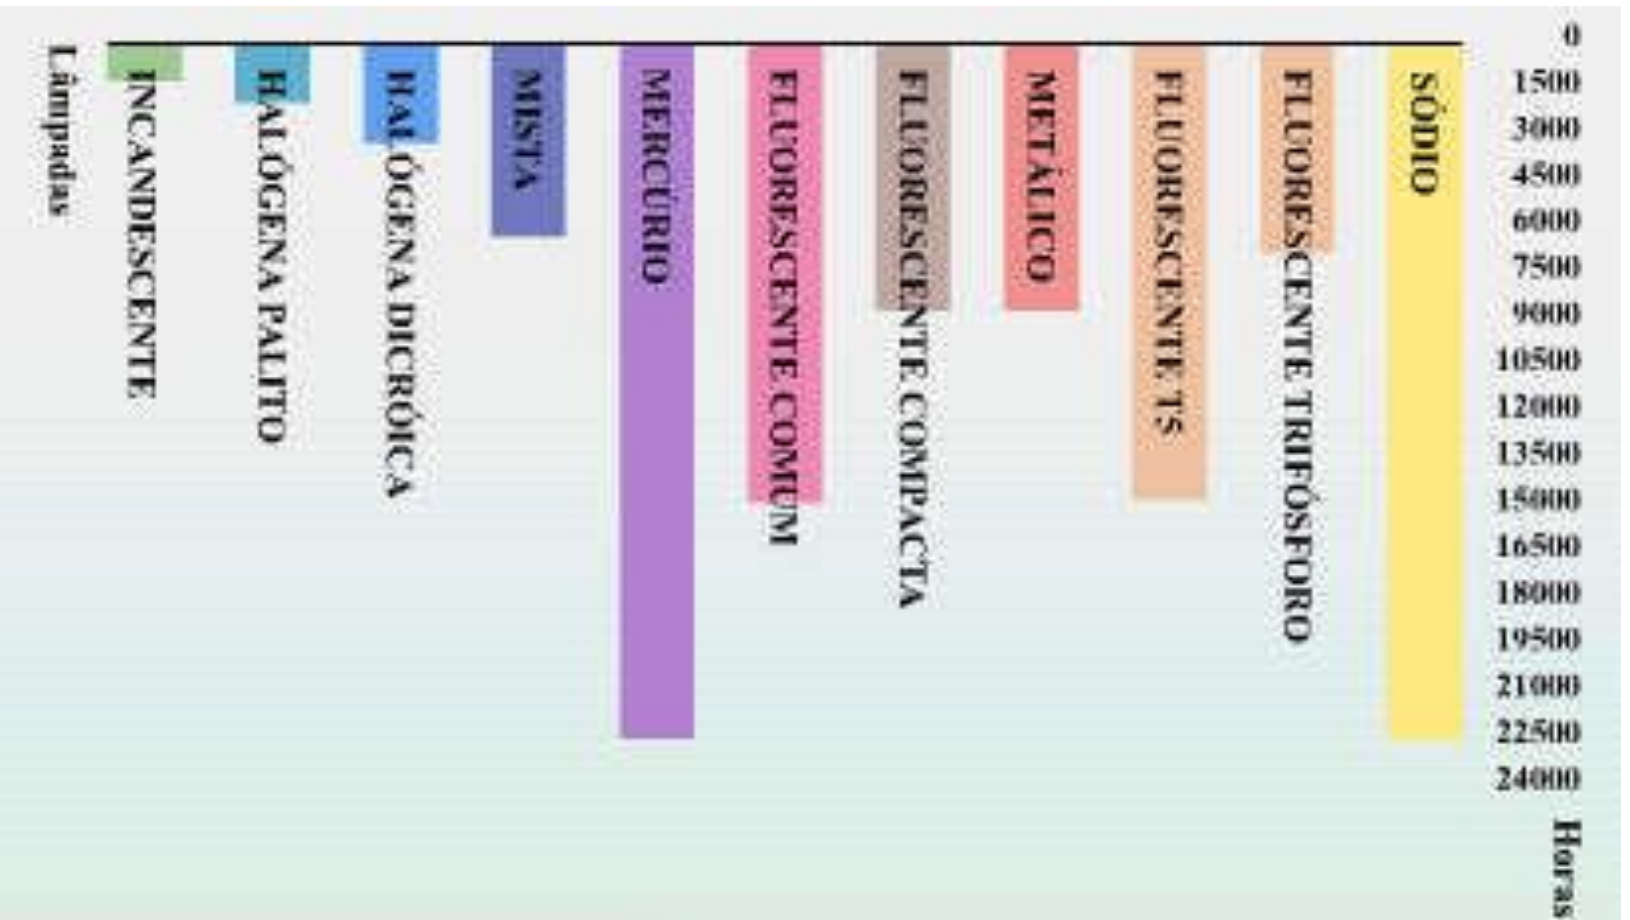 Lâmpadas
INCANDESCENTE
HALÓGENA PALITO
HALÓGENA DICRÓICA
MISTA
MERCÚRIO
FLUORESCENTE COMUM
FLUORESCENTE COMPACTA
METÁLICO
FLUORESCENTE T5
FLUORESCENTE TRIFÓSFORO
SÓDIO
0
1500
3000
4500
6000
7500
9000
10500
12000
13500
15000
16500
18000
19500
21000
22500
24000
Horas